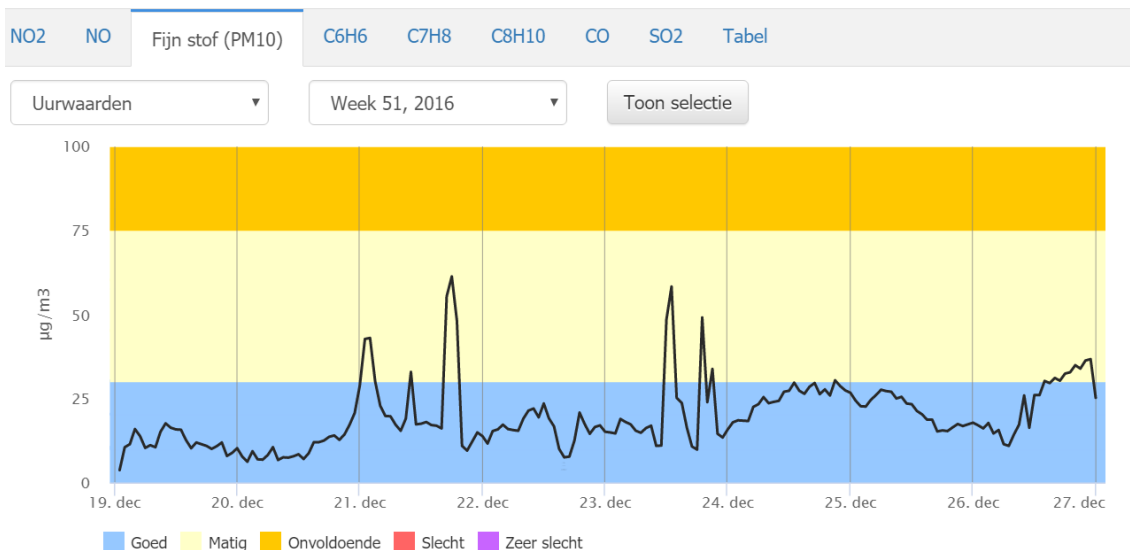 NO2 NO Fijn stof (PM10) C6H6 C7H8 C8H10 CO SO2 Tabel
Uurwaarden Week 51, 2016 Toon selectie
100
75
50
25
0
µg/m3
19. dec 20. dec 21. dec 22. dec 23. dec 24. dec 25. dec 26. dec 27. dec
Goed Matig Onvoldoende Slecht Zeer slecht